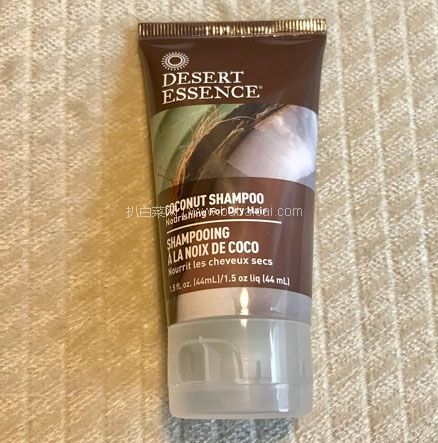 DESERT
ESSENCE®
COCONUT SHAMPOO
Nourishing For Dry Hair
SHAMPOOING
À LA NOIX DE COCO
Nourrit les cheveux secs
1.5 fl. oz. (44mL)/1.5 oz liq (44 mL)